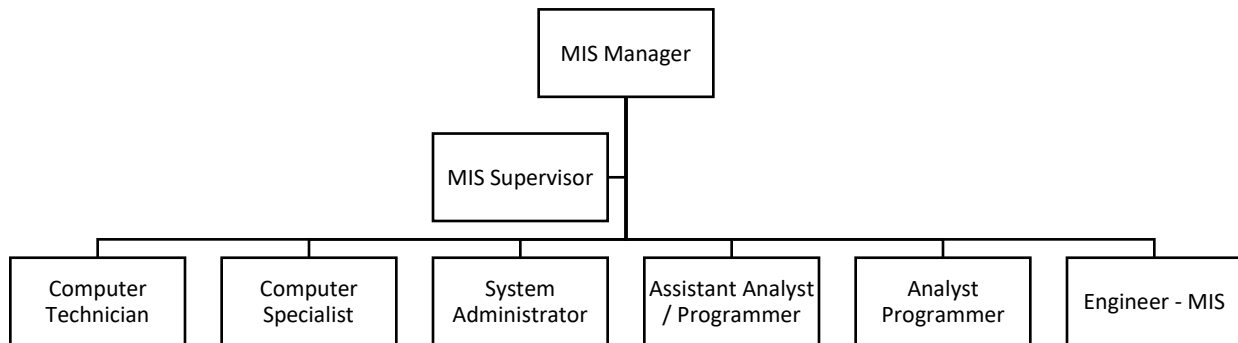 MIS Manager
MIS Supervisor
Computer
Technician
Computer
Specialist
System
Administrator
Assistant Analyst
/ Programmer
Analyst
Programmer
Engineer - MIS